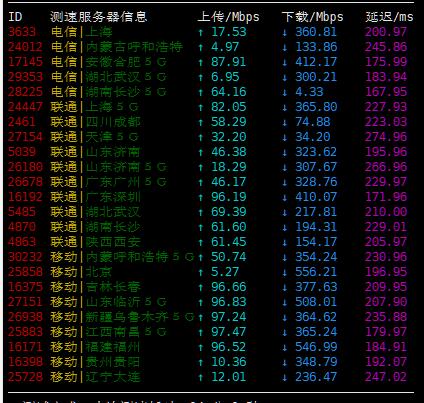 ID 测速服务器信息 上传/Mbps 下载/Mbps 延迟/ms
3633 电信|上海 ↑ 17.53 ↓ 360.81 200.97
24012 电信|内蒙古呼和浩特 ↑ 4.97 ↓ 133.86 245.86
17145 电信|安徽合肥５Ｇ ↑ 87.91 ↓ 412.17 175.99
29353 电信|湖北武汉５Ｇ ↑ 6.95 ↓ 300.21 183.94
28225 电信|湖南长沙５Ｇ ↑ 64.16 ↓ 4.33 167.95
24447 联通|上海５Ｇ ↑ 82.05 ↓ 365.80 227.93
2461 联通|四川成都 ↑ 58.29 ↓ 74.88 223.03
27154 联通|天津５Ｇ ↑ 32.20 ↓ 34.20 274.96
5039 联通|山东济南 ↑ 46.38 ↓ 323.62 195.96
26180 联通|山东济南５Ｇ ↑ 18.29 ↓ 307.67 266.96
26678 联通|广东广州５Ｇ ↑ 46.17 ↓ 328.76 229.97
16192 联通|广东深圳 ↑ 96.19 ↓ 410.07 171.96
5485 联通|湖北武汉 ↑ 69.39 ↓ 217.81 210.00
4870 联通|湖南长沙 ↑ 61.60 ↓ 194.31 229.01
4863 联通|陕西西安 ↑ 61.45 ↓ 154.17 205.97
30232 移动|内蒙呼和浩特５Ｇ ↑ 50.74 ↓ 354.24 230.96
25858 移动|北京 ↑ 5.27 ↓ 556.21 196.95
16375 移动|吉林长春 ↑ 96.66 ↓ 377.63 209.95
27151 移动|山东临沂５Ｇ ↑ 96.83 ↓ 508.01 207.90
26938 移动|新疆乌鲁木齐５Ｇ ↑ 97.24 ↓ 364.62 235.88
25883 移动|江西南昌５Ｇ ↑ 97.47 ↓ 365.24 179.97
16171 移动|福建福州 ↑ 96.52 ↓ 546.99 184.91
16398 移动|贵州贵阳 ↑ 10.36 ↓ 348.79 192.07
25728 移动|辽宁大连 ↑ 12.01 ↓ 236.47 247.02